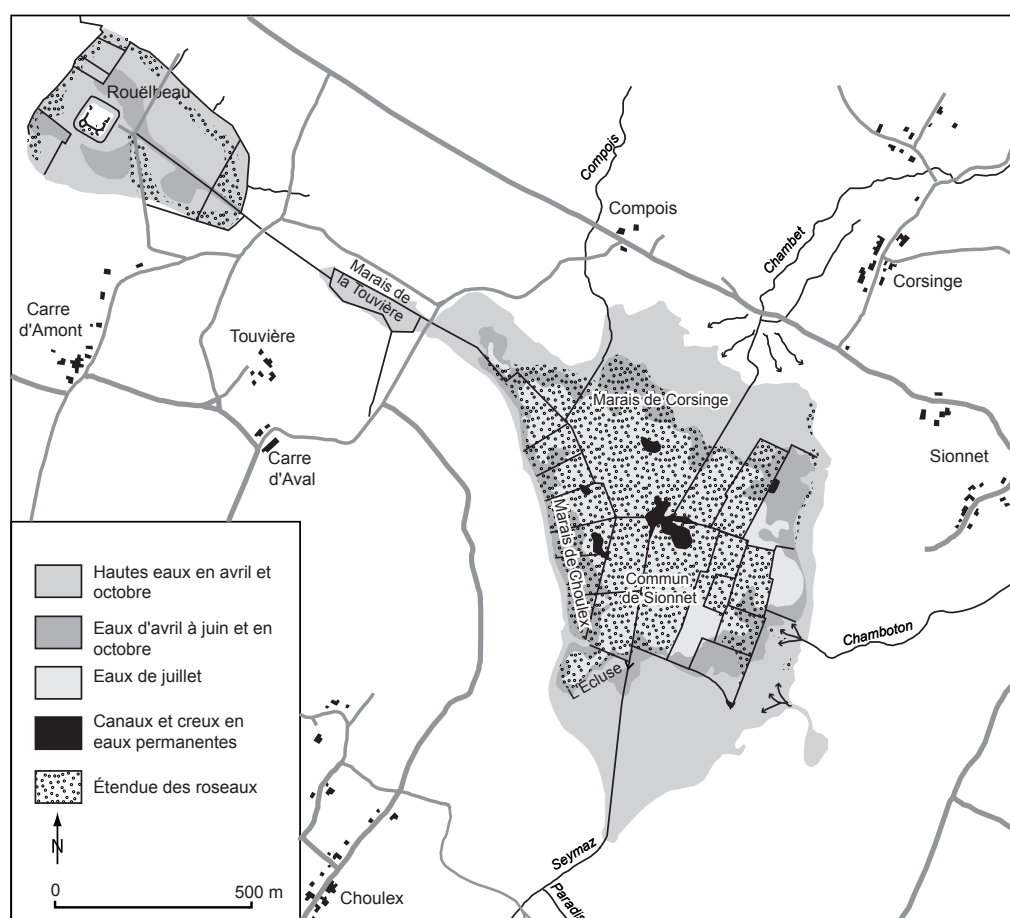 Rouëlbeau
Compois
Compois
Chambet
Corsinge
Marais de
la Touvière
Carre
d'Amont
Touvière
Carre
d'Aval
Marais de Corsinge
Sionnet
Marais de Choulex
Commun
de Sionnet
Chamboton
L'Écluse
Seymaz
Paradis
Choulex
Hautes eaux en avril et
octobre
Eaux d'avril à juin et en
octobre
Eaux de juillet
Canaux et creux en
eaux permanentes
Étendue des roseaux
N
0
500 m